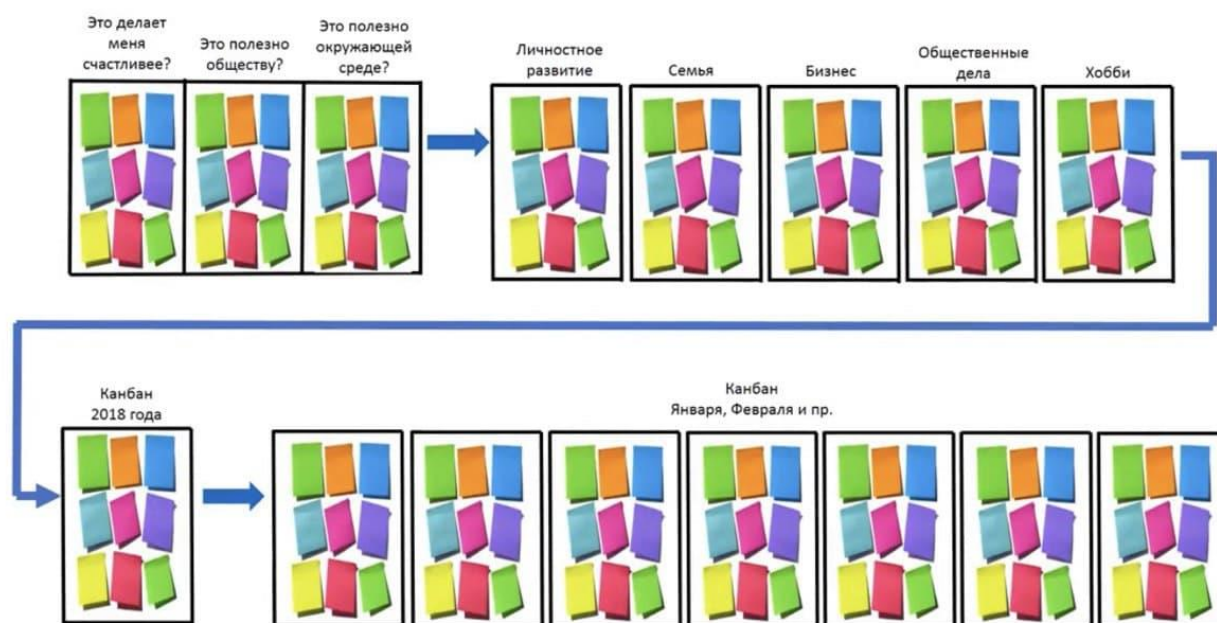 Это делает
меня
счастливее?
Это полезно
обществу?
Это полезно
окружающей
среде?
Личностное
развитие
Семья
Бизнес
Общественные
дела
Хобби
Канбан
2018 года
Канбан
Января, Февраля и пр.